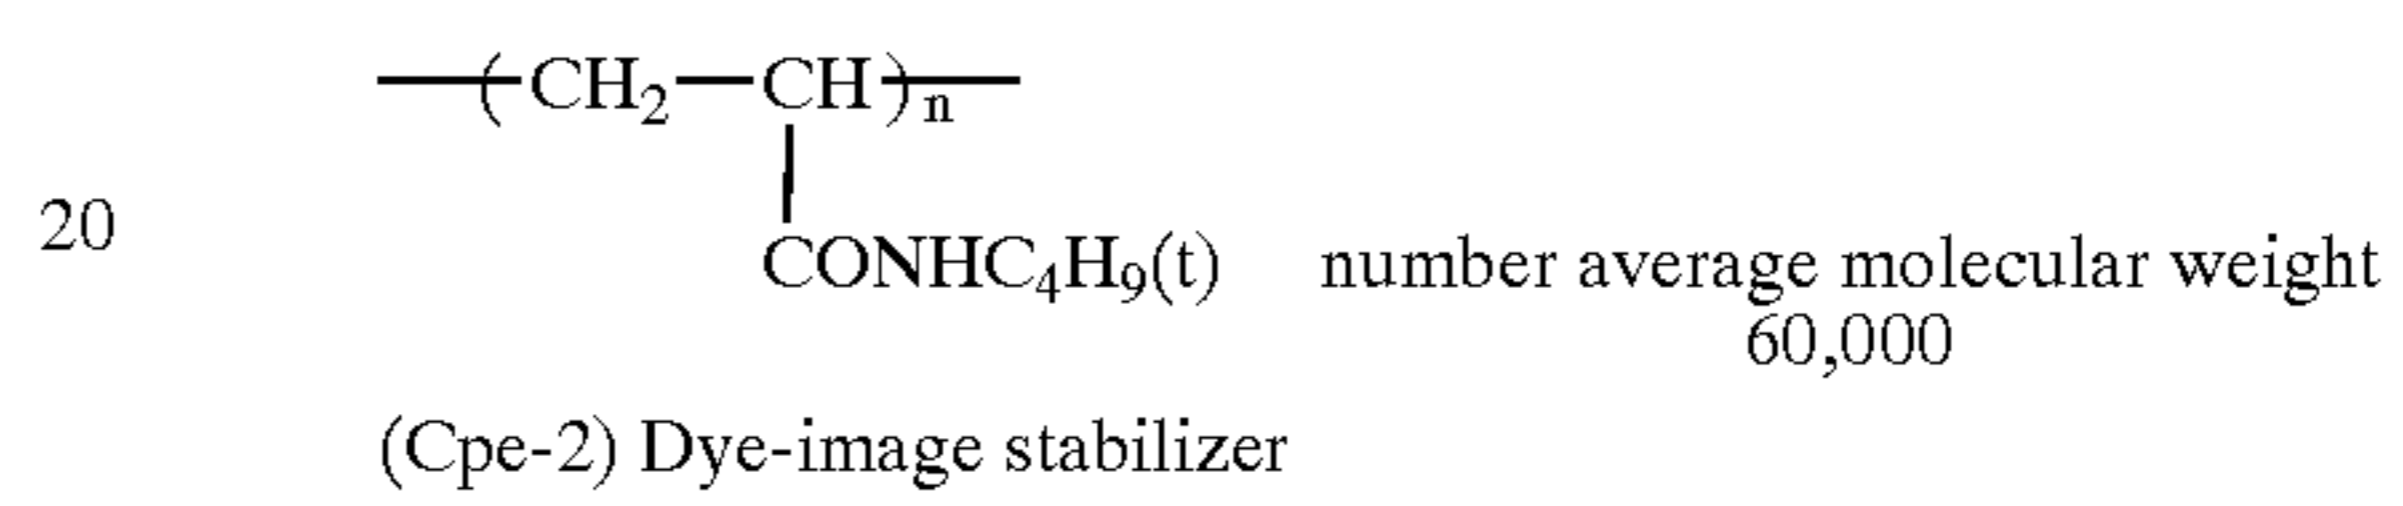 —(CH₂—CH)ₙ—
20
CONHC₄H₉(t) number average molecular weight
60,000
(Cpe-2) Dye-image stabilizer